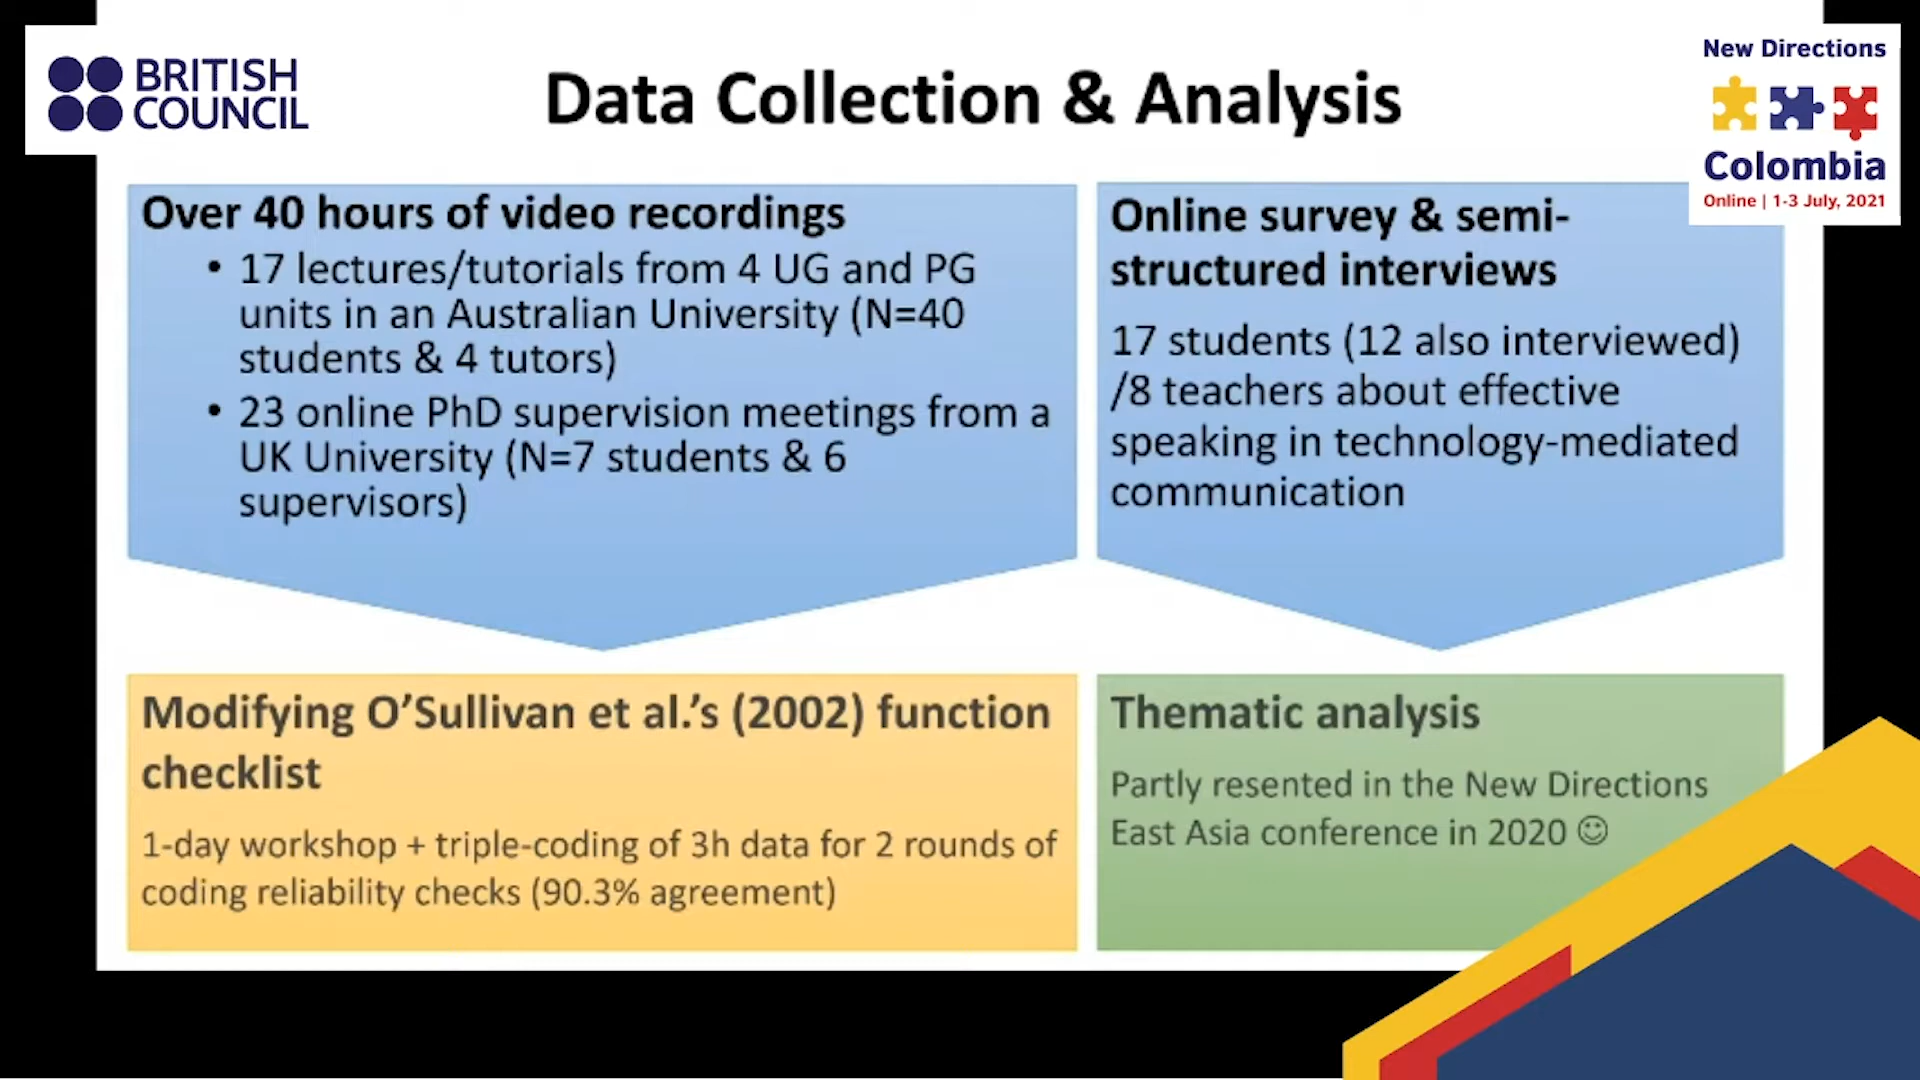 BRITISH
COUNCIL
Data Collection & Analysis
New Directions
Colombia
Online | 1-3 July, 2021
Over 40 hours of video recordings
• 17 lectures/tutorials from 4 UG and PG
units in an Australian University (N=40
students & 4 tutors)
• 23 online PhD supervision meetings from a
UK University (N=7 students & 6
supervisors)
Online survey & semi-
structured interviews
17 students (12 also interviewed)
/8 teachers about effective
speaking in technology-mediated
communication
Modifying O’Sullivan et al.’s (2002) function
checklist
1-day workshop + triple-coding of 3h data for 2 rounds of
coding reliability checks (90.3% agreement)
Thematic analysis
Partly resented in the New Directions
East Asia conference in 2020 ☺